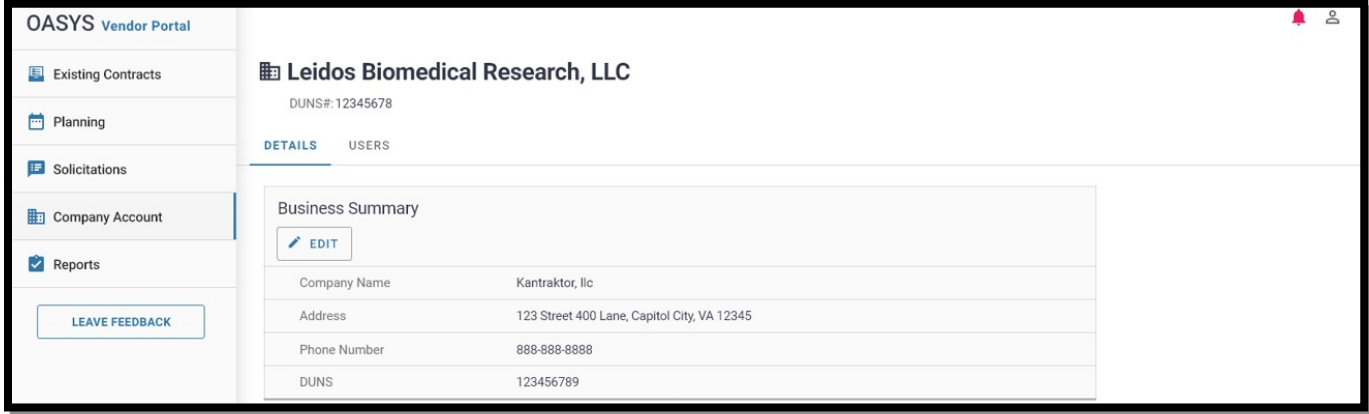 OASYS Vendor Portal
Existing Contracts
Planning
Solicitations
Company Account
Reports
LEAVE FEEDBACK
Leidos Biomedical Research, LLC
DUNS#: 12345678
DETAILS USERS
Business Summary
EDIT
Company Name Kantraktor, llc
Address 123 Street 400 Lane, Capitol City, VA 12345
Phone Number 888-888-8888
DUNS 123456789